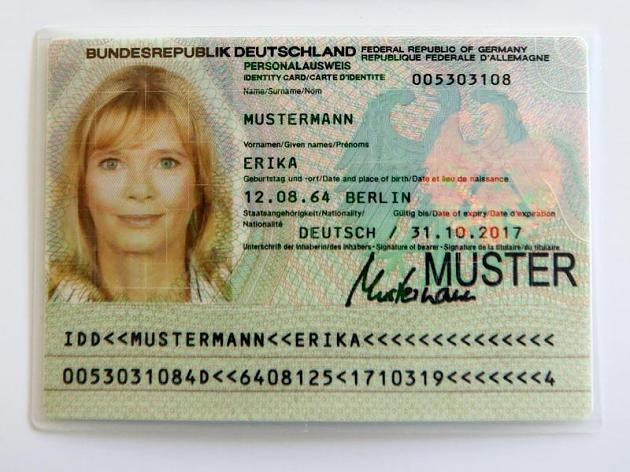 BUNDESREPUBLIK DEUTSCHLAND FEDERAL REPUBLIC OF GERMANY
REPUBLIQUE FEDERALE D'ALLEMAGNE
PERSONALAUSWEIS
IDENTITY CARD/CARTE D'IDENTITE 005303108
Name/Surname/Nom
MUSTERMANN
Vornamen/Given names/Prénoms
ERIKA
Geburtstag und -ort/Date and place of birth/Date et lieu de naissance
12.08.64 BERLIN
Staatsangehörigkeit/Nationality/ Gültig bis/Date of expiry/Date d'expiration
Nationalité
DEUTSCH / 31.10.2017
Unterschrift der Inhaberin/des Inhabers - Signature of bearer - Signature de la titulaire/du titulaire
MUSTER
Mustermann
IDD<<MUSTERMANN<<ERIKA<<<<<<<<<<<<<<<
0053031084D<<6408125<1710319<<<<<<<4